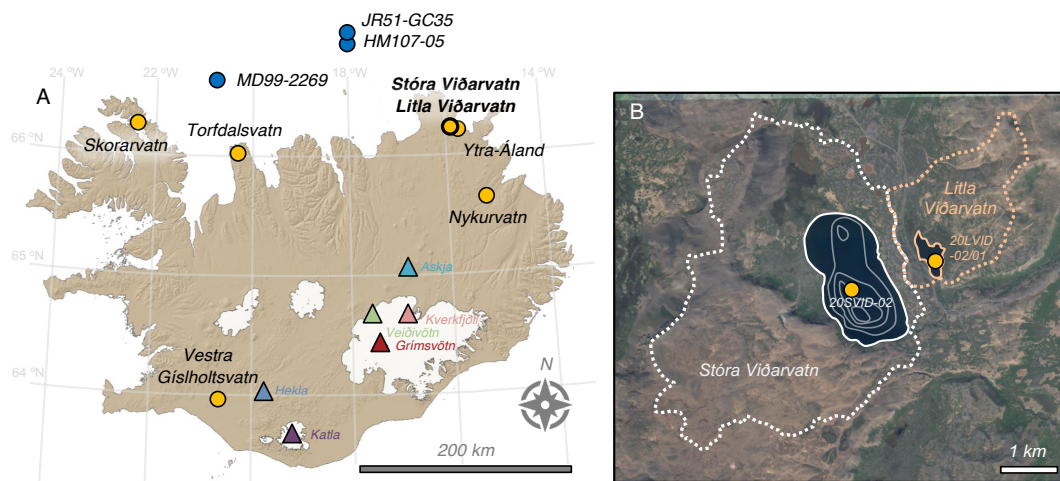 JR51-GC35
HM107-05
24 °W
22 °W
MD99-2269
18 °W
Stóra Viðarvatn
Litla Viðarvatn
14 °W
A
66 °N
Skorarvatn
Torfdalsvatn
Ytra-Áland
Nykurvatn
65 °N
Askja
Kverkfjöll
Veiðivötn
Grímsvötn
64 °N
Vestra
Gíslholtsvatn
Hekla
Katla
N
200 km
B
Litla
Viðarvatn
20LVID
-02/01
20SVID-02
Stóra Viðarvatn
1 km